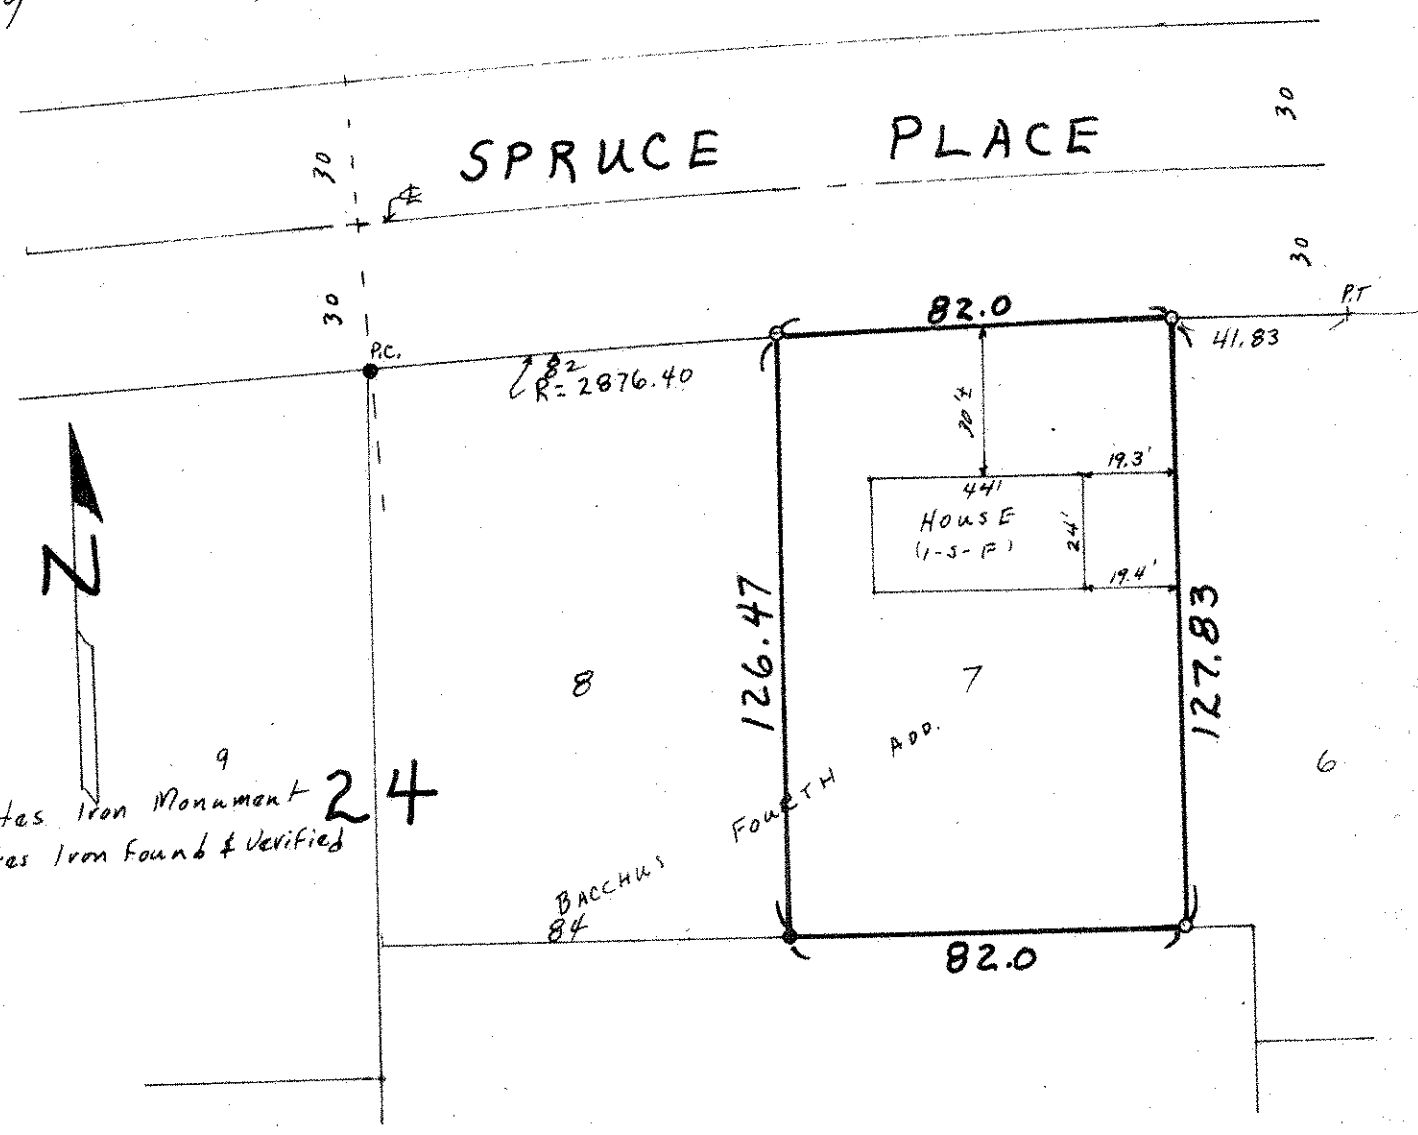 30
SPRUCE PLACE
30
30
30
P.C.
82.0
P.T
41.83
82
R= 2876.40
30'±
19.3'
44'
HOUSE
(1-S-F)
24'
19.4'
N
126.47
127.83
8
7
9
6
24
Iron Monument
Iron Found & Verified
BACCHUS FOURTH ADD.
84
82.0